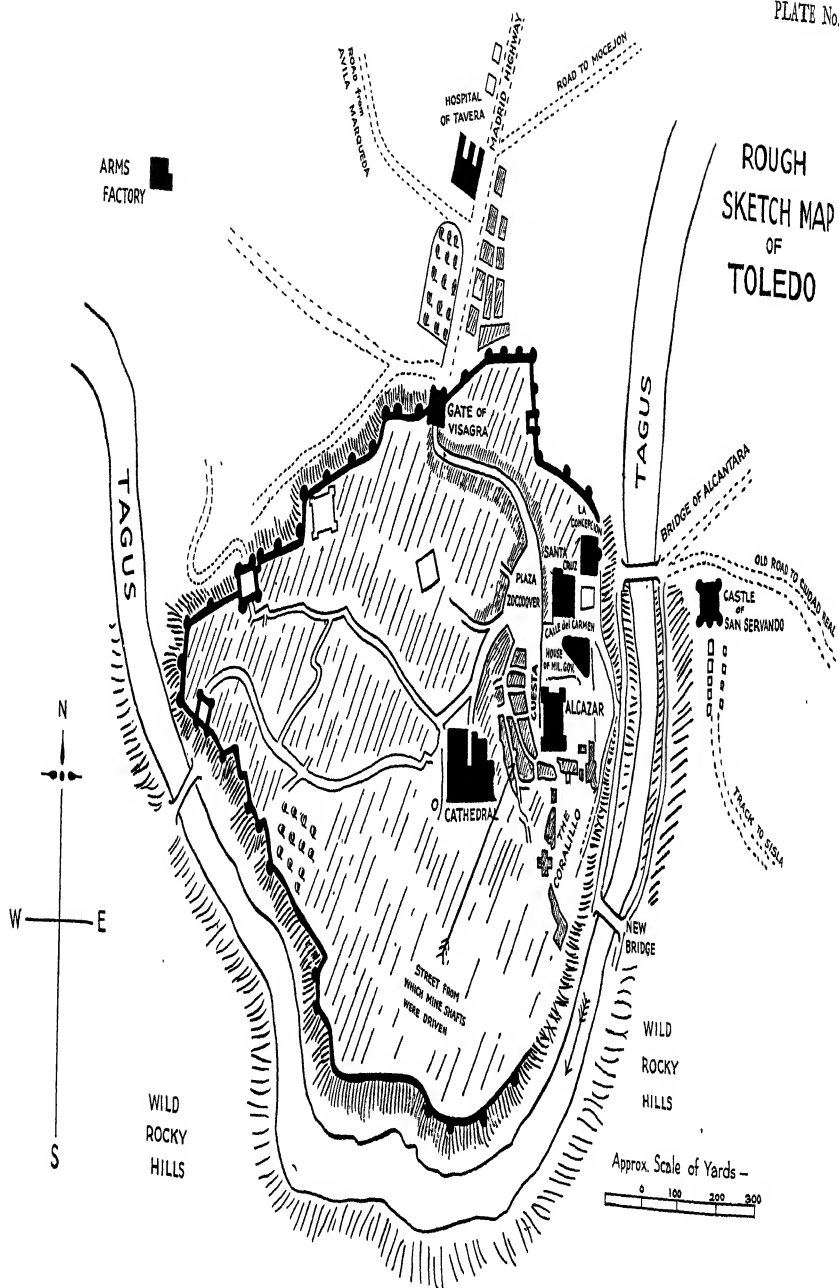 PLATE No.
ROUGH
SKETCH MAP
OF
TOLEDO
ROAD from
AVILA MARQUEDA
HOSPITAL
OF TAVERA
MADRID HIGHWAY
ROAD TO MOCEJON
ARMS
FACTORY
TAGUS
TAGUS
GATE OF
VISAGRA
BRIDGE OF ALCANTARA
LA
CONCEPCION
SANTA
CRUZ
PLAZA
ZOCODOVER
OLD ROAD TO CIUDAD REAL
CASTLE
OF
SAN SERVANDO
CALLE del CARMEN
HOUSE
OF MIL. GOV.
CUESTA
ALCAZAR
CATHEDRAL
THE
CORALILLO
TRACK TO SISLA
N
W
E
S
NEW
BRIDGE
STREET FROM
WHICH MINE SHAFTS
WERE DRIVEN
WILD
ROCKY
HILLS
WILD
ROCKY
HILLS
Approx. Scale of Yards —
0 100 200 300